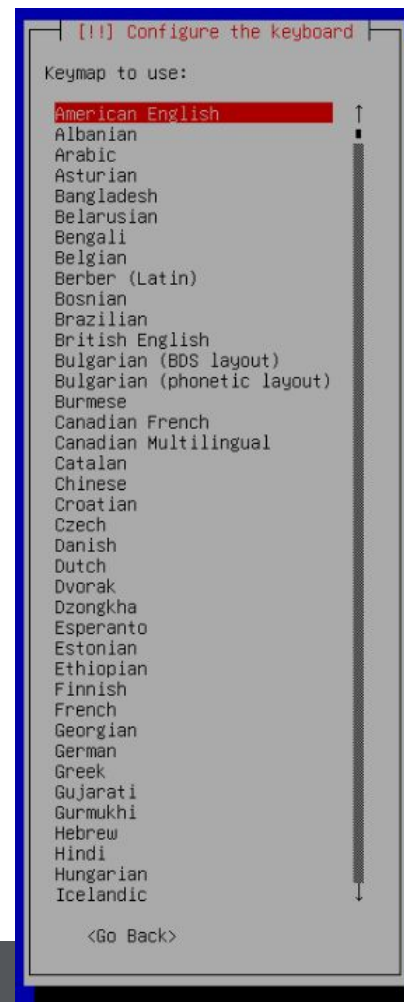 [!!] Configure the keyboard
Keymap to use:
American English
Albanian
Arabic
Asturian
Bangladesh
Belarusian
Bengali
Belgian
Berber (Latin)
Bosnian
Brazilian
British English
Bulgarian (BDS layout)
Bulgarian (phonetic layout)
Burmese
Canadian French
Canadian Multilingual
Catalan
Chinese
Croatian
Czech
Danish
Dutch
Dvorak
Dzongkha
Esperanto
Estonian
Ethiopian
Finnish
French
Georgian
German
Greek
Gujarati
Gurmukhi
Hebrew
Hindi
Hungarian
Icelandic
<Go Back>